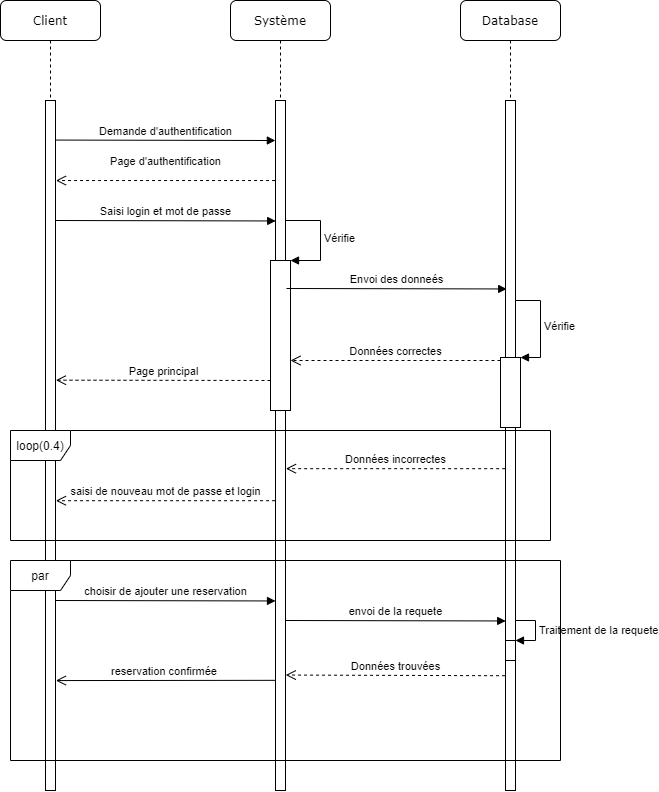 Client
Système
Database
Demande d'authentification
Page d'authentification
Saisi login et mot de passe
Vérifie
Envoi des donneés
Vérifie
Données correctes
Page principal
loop(0.4)
Données incorrectes
saisi de nouveau mot de passe et login
par
choisir de ajouter une reservation
envoi de la requete
Traitement de la requete
Données trouvées
reservation confirmée